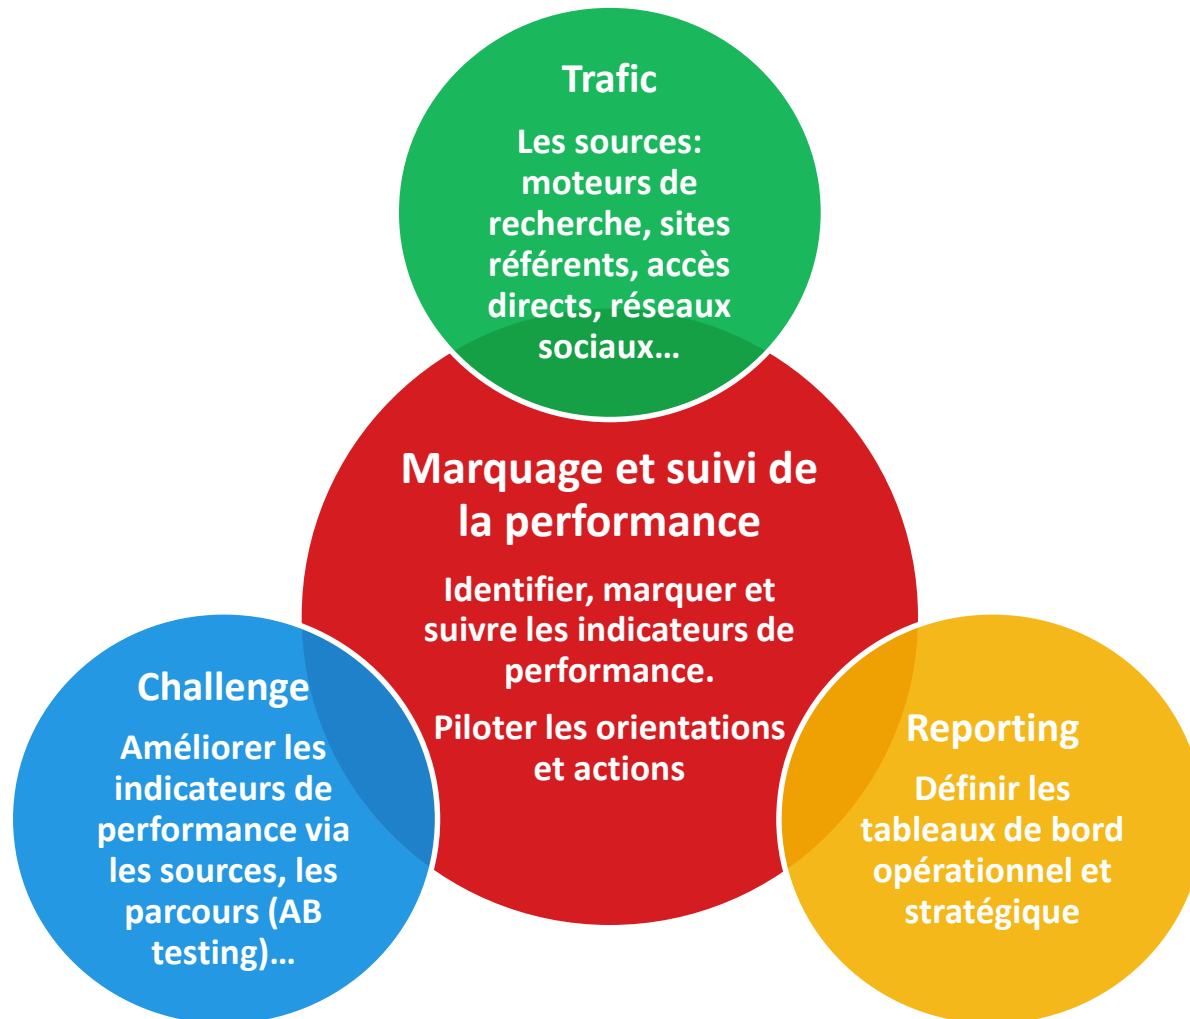 Trafic
Les sources:
moteurs de
recherche, sites
référents, accès
directs, réseaux
sociaux…
Marquage et suivi de
la performance
Identifier, marquer et
suivre les indicateurs de
performance.
Piloter les orientations
et actions
Challenge
Améliorer les
indicateurs de
performance via
les sources, les
parcours (AB
testing)…
Reporting
Définir les
tableaux de bord
opérationnel et
stratégique